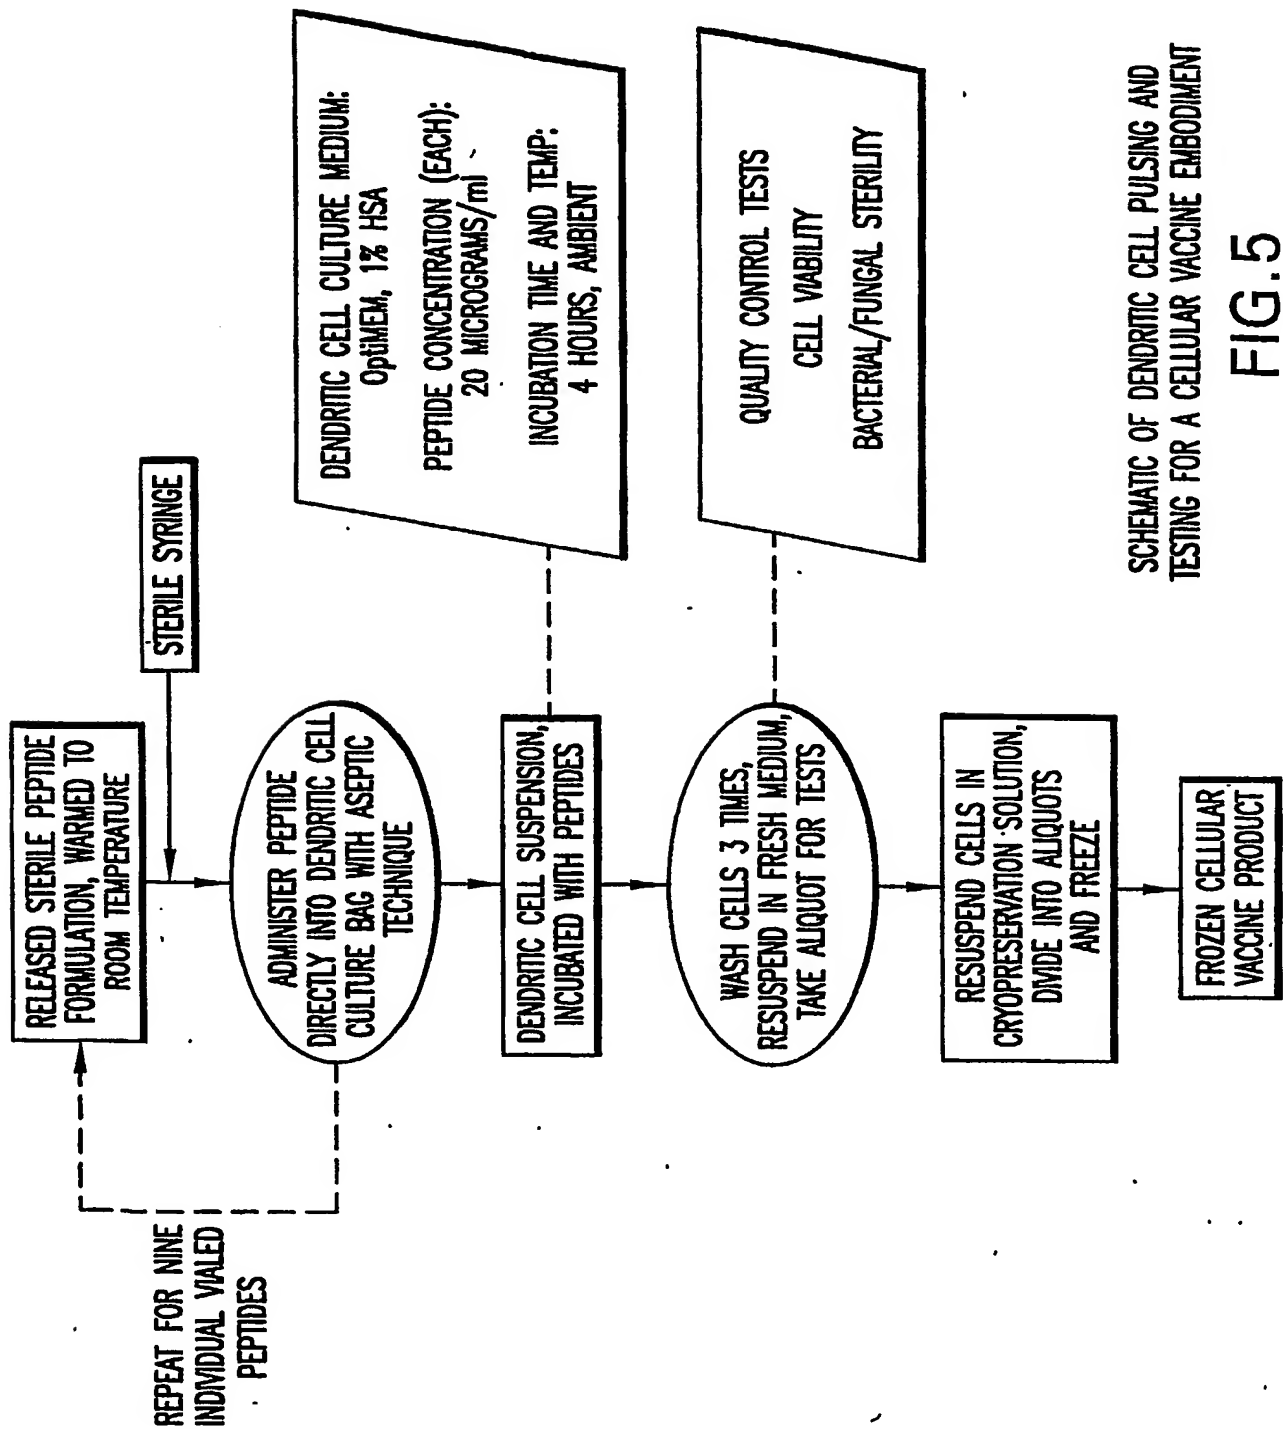 RELEASED STERILE PEPTIDE
FORMULATION, WARMED TO
ROOM TEMPERATURE
STERILE SYRINGE
REPEAT FOR NINE
INDIVIDUAL VIALED
PEPTIDES
ADMINISTER PEPTIDE
DIRECTLY INTO DENDRITIC CELL
CULTURE BAG WITH ASEPTIC
TECHNIQUE
DENDRITIC CELL SUSPENSION,
INCUBATED WITH PEPTIDES
DENDRITIC CELL CULTURE MEDIUM:
OptiMEM, 1% HSA
PEPTIDE CONCENTRATION (EACH):
20 MICROGRAMS/ml
INCUBATION TIME AND TEMP:
4 HOURS, AMBIENT
WASH CELLS 3 TIMES,
RESUSPEND IN FRESH MEDIUM,
TAKE ALIQUOT FOR TESTS
QUALITY CONTROL TESTS
CELL VIABILITY
BACTERIAL/FUNGAL STERILITY
RESUSPEND CELLS IN
CRYOPRESERVATION SOLUTION,
DIVIDE INTO ALIQUOTS
AND FREEZE
FROZEN CELLULAR
VACCINE PRODUCT
SCHEMATIC OF DENDRITIC CELL PULSING AND
TESTING FOR A CELLULAR VACCINE EMBODIMENT
FIG.5